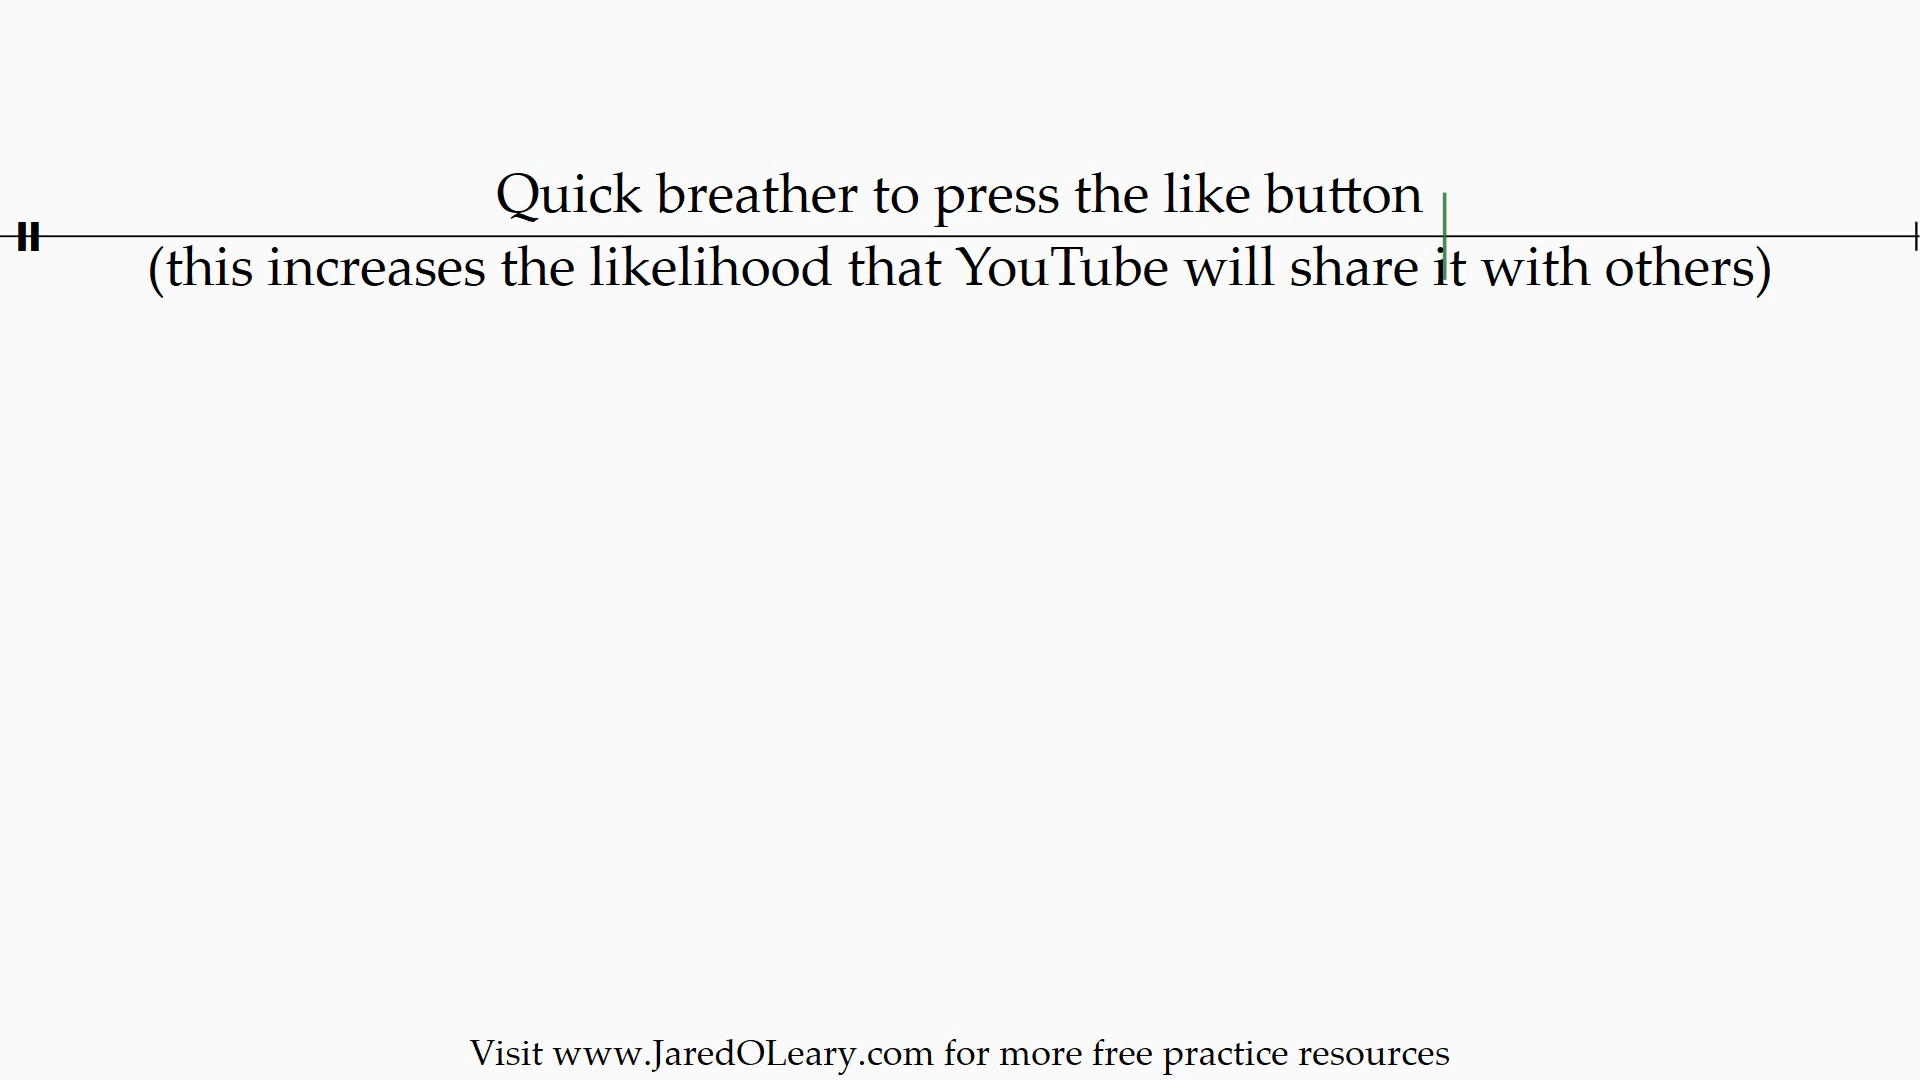 Quick breather to press the like button
(this increases the likelihood that YouTube will share it with others)
Visit www.JaredOLeary.com for more free practice resources